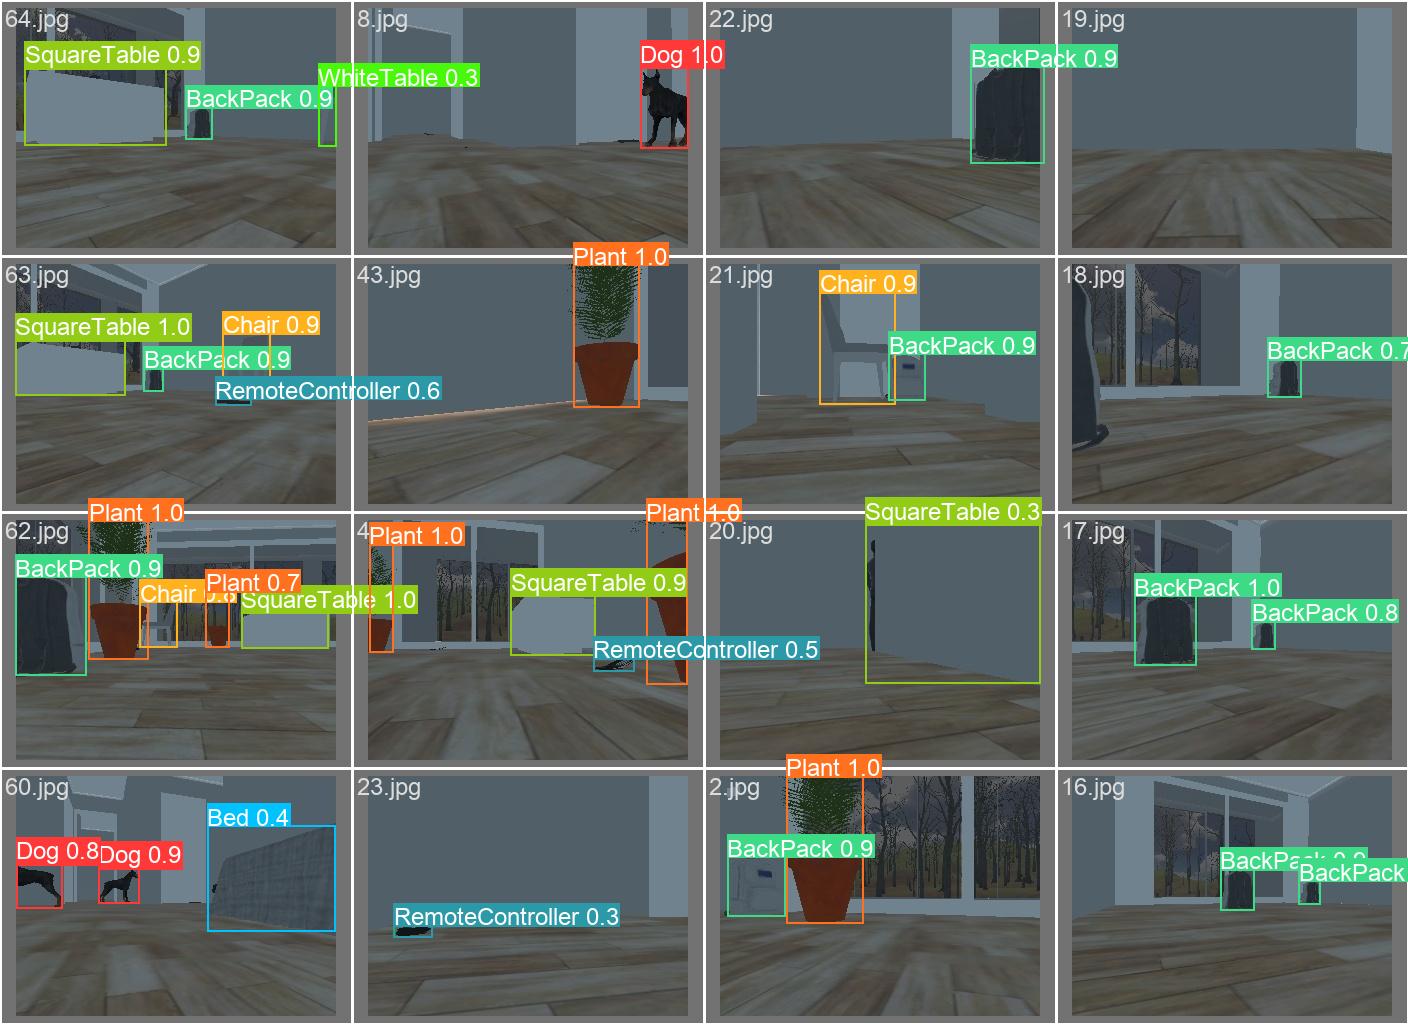 64.jpg
SquareTable 0.9
BackPack 0.9
WhiteTable 0.3
8.jpg
Dog 1.0
22.jpg
BackPack 0.9
19.jpg
63.jpg
SquareTable 1.0
BackPack 0.9
Chair 0.9
RemoteController 0.6
43.jpg
Plant 1.0
21.jpg
Chair 0.9
BackPack 0.9
18.jpg
BackPack 0.7
62.jpg
BackPack 0.9
Plant 1.0
Chair
Plant 0.7
SquareTable 1.0
Plant 1.0
SquareTable 0.9
RemoteController 0.5
Plant 1.0
20.jpg
SquareTable 0.3
17.jpg
BackPack 1.0
BackPack 0.8
60.jpg
Dog 0.8
Dog 0.9
Bed 0.4
23.jpg
RemoteController 0.3
2.jpg
BackPack 0.9
Plant 1.0
16.jpg
BackPack 0.9
BackPack